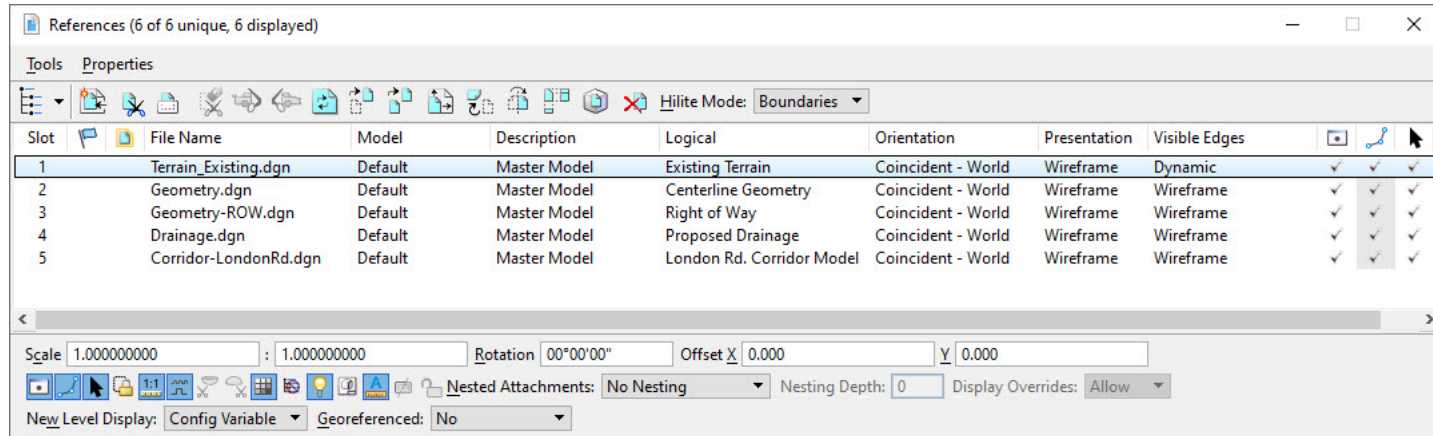 References (6 of 6 unique, 6 displayed)
Tools Properties
Hilite Mode: Boundaries
Slot File Name Model Description Logical Orientation Presentation Visible Edges
1 Terrain_Existing.dgn Default Master Model Existing Terrain Coincident - World Wireframe Dynamic
2 Geometry.dgn Default Master Model Centerline Geometry Coincident - World Wireframe Wireframe
3 Geometry-ROW.dgn Default Master Model Right of Way Coincident - World Wireframe Wireframe
4 Drainage.dgn Default Master Model Proposed Drainage Coincident - World Wireframe Wireframe
5 Corridor-LondonRd.dgn Default Master Model London Rd. Corridor Model Coincident - World Wireframe Wireframe
Scale 1.000000000 : 1.000000000 Rotation 00°00'00" Offset X 0.000 Y 0.000
1:1 A Nested Attachments: No Nesting Nesting Depth: 0 Display Overrides: Allow
New Level Display: Config Variable Georeferenced: No